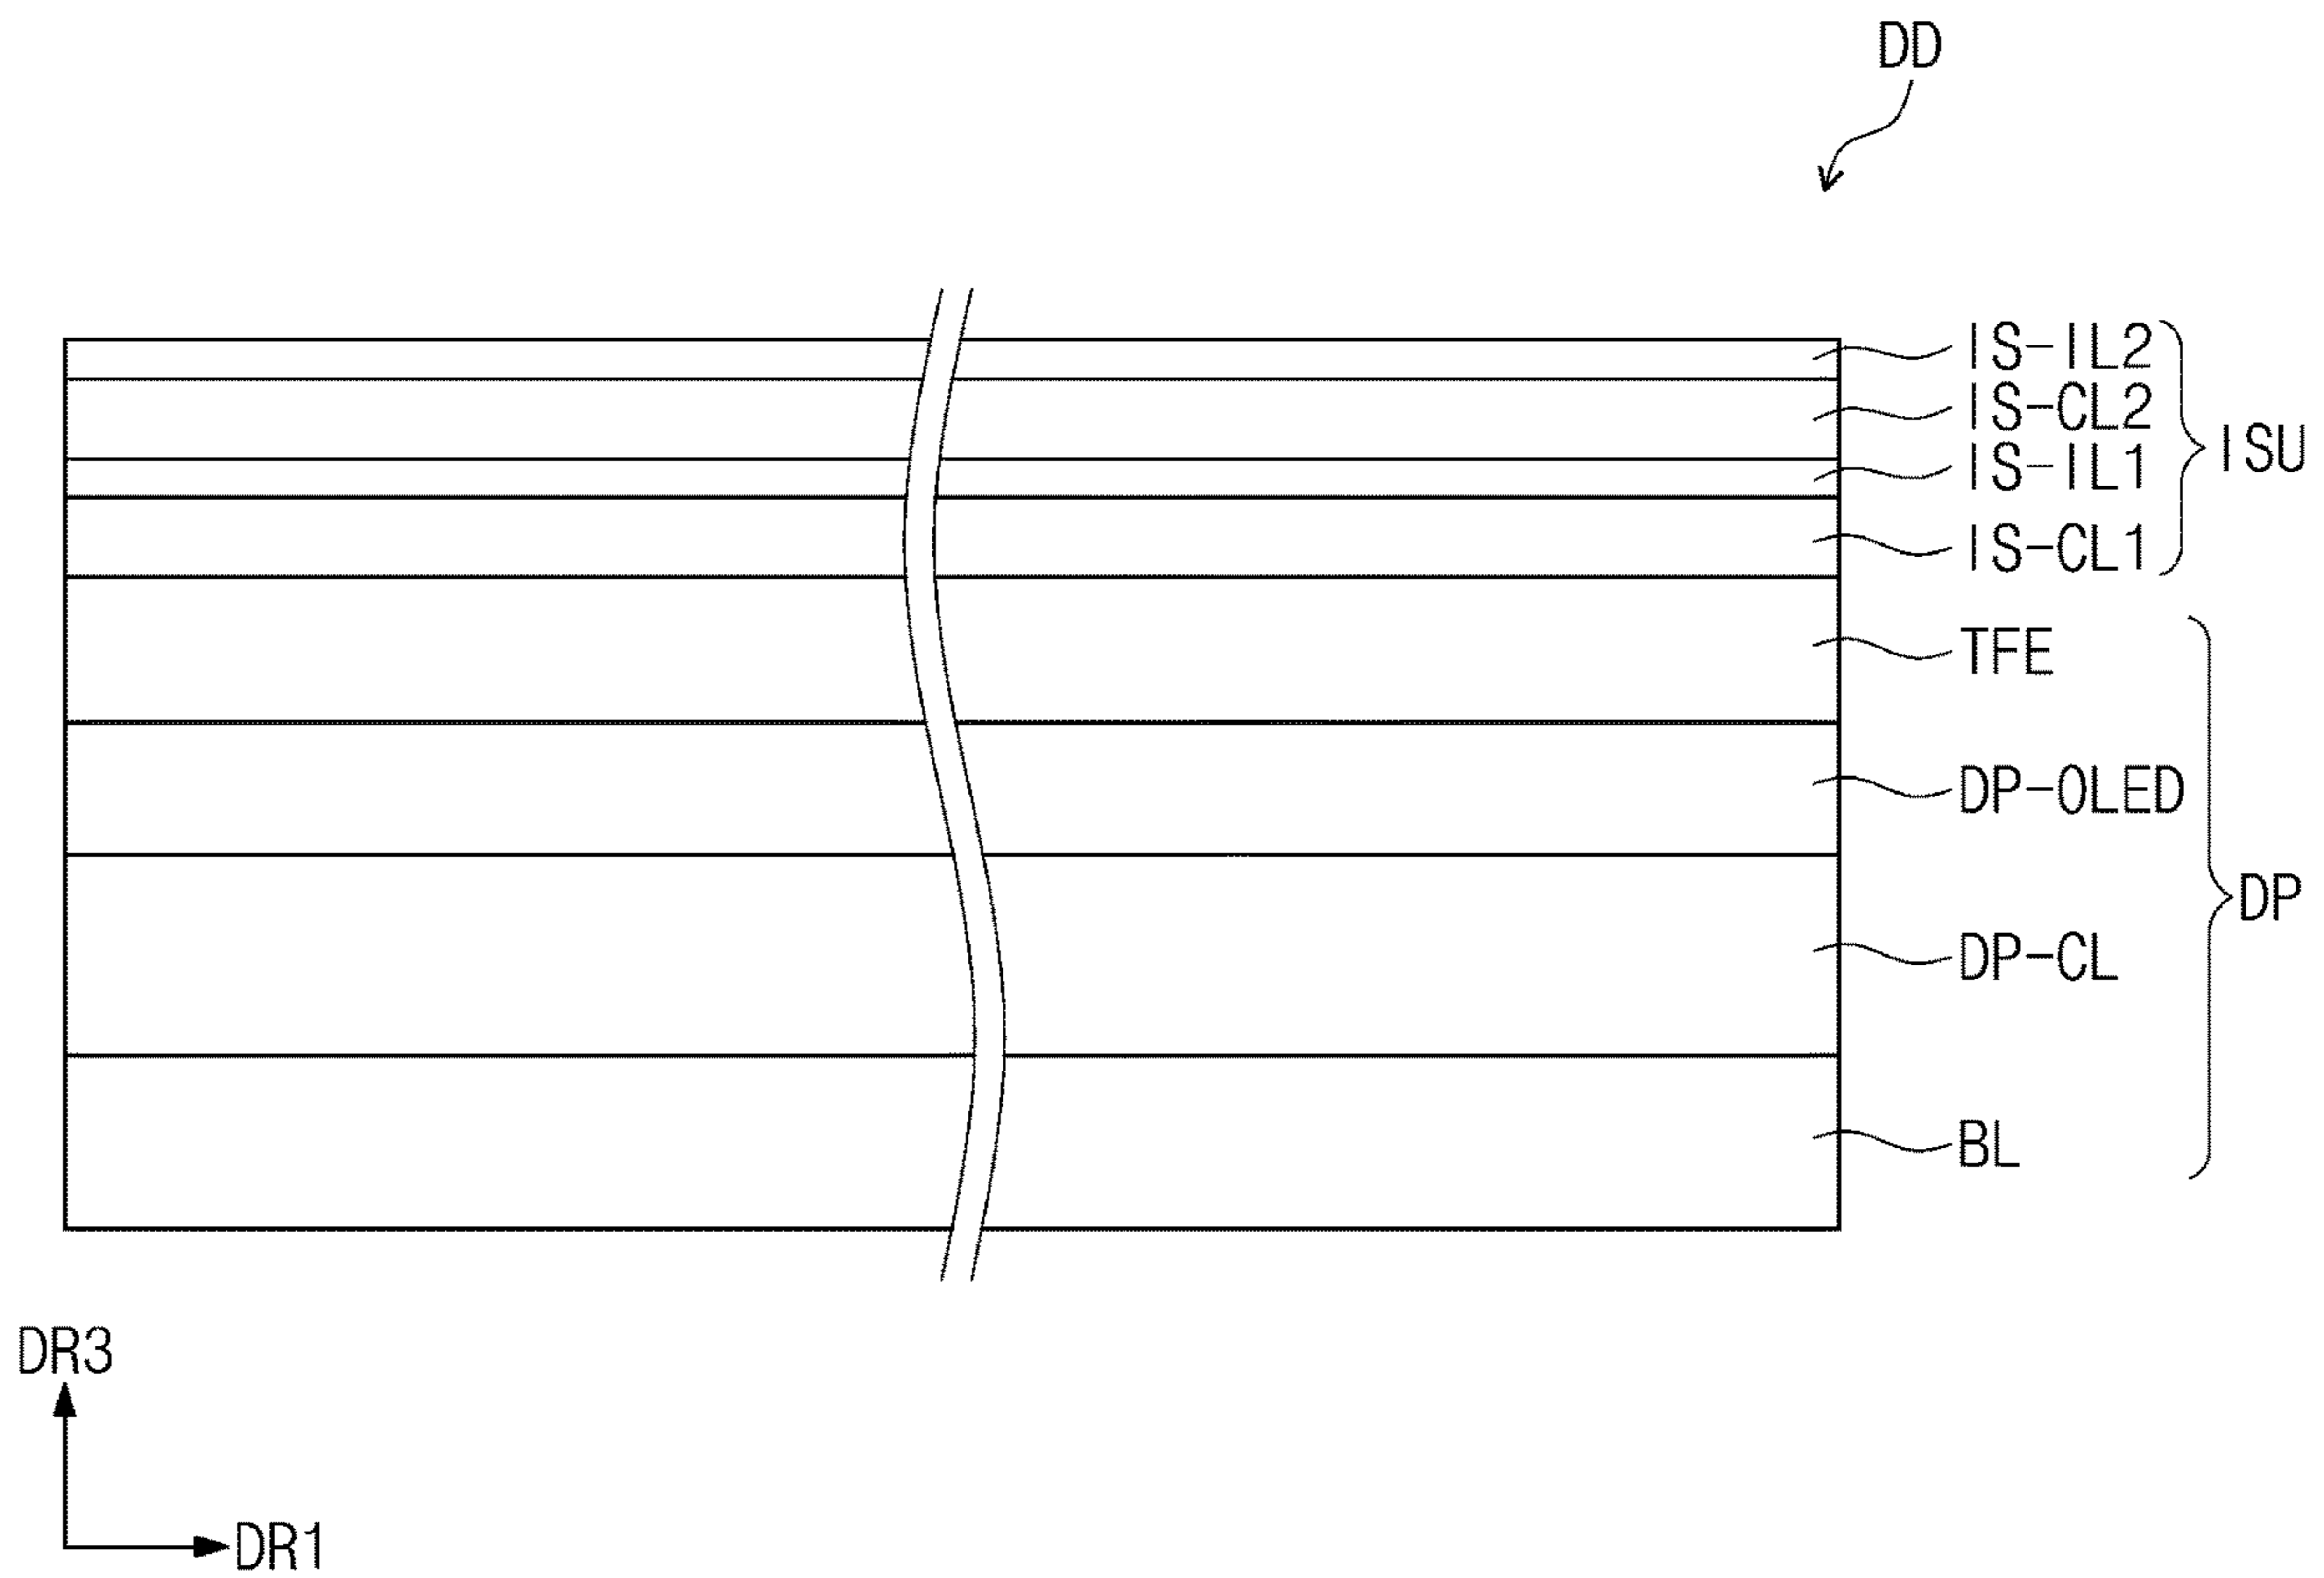 DD
IS-IL2
IS-CL2
IS-IL1
ISU
IS-CL1
TFE
DP-OLED
DP
DP-CL
BL
DR3
DR1